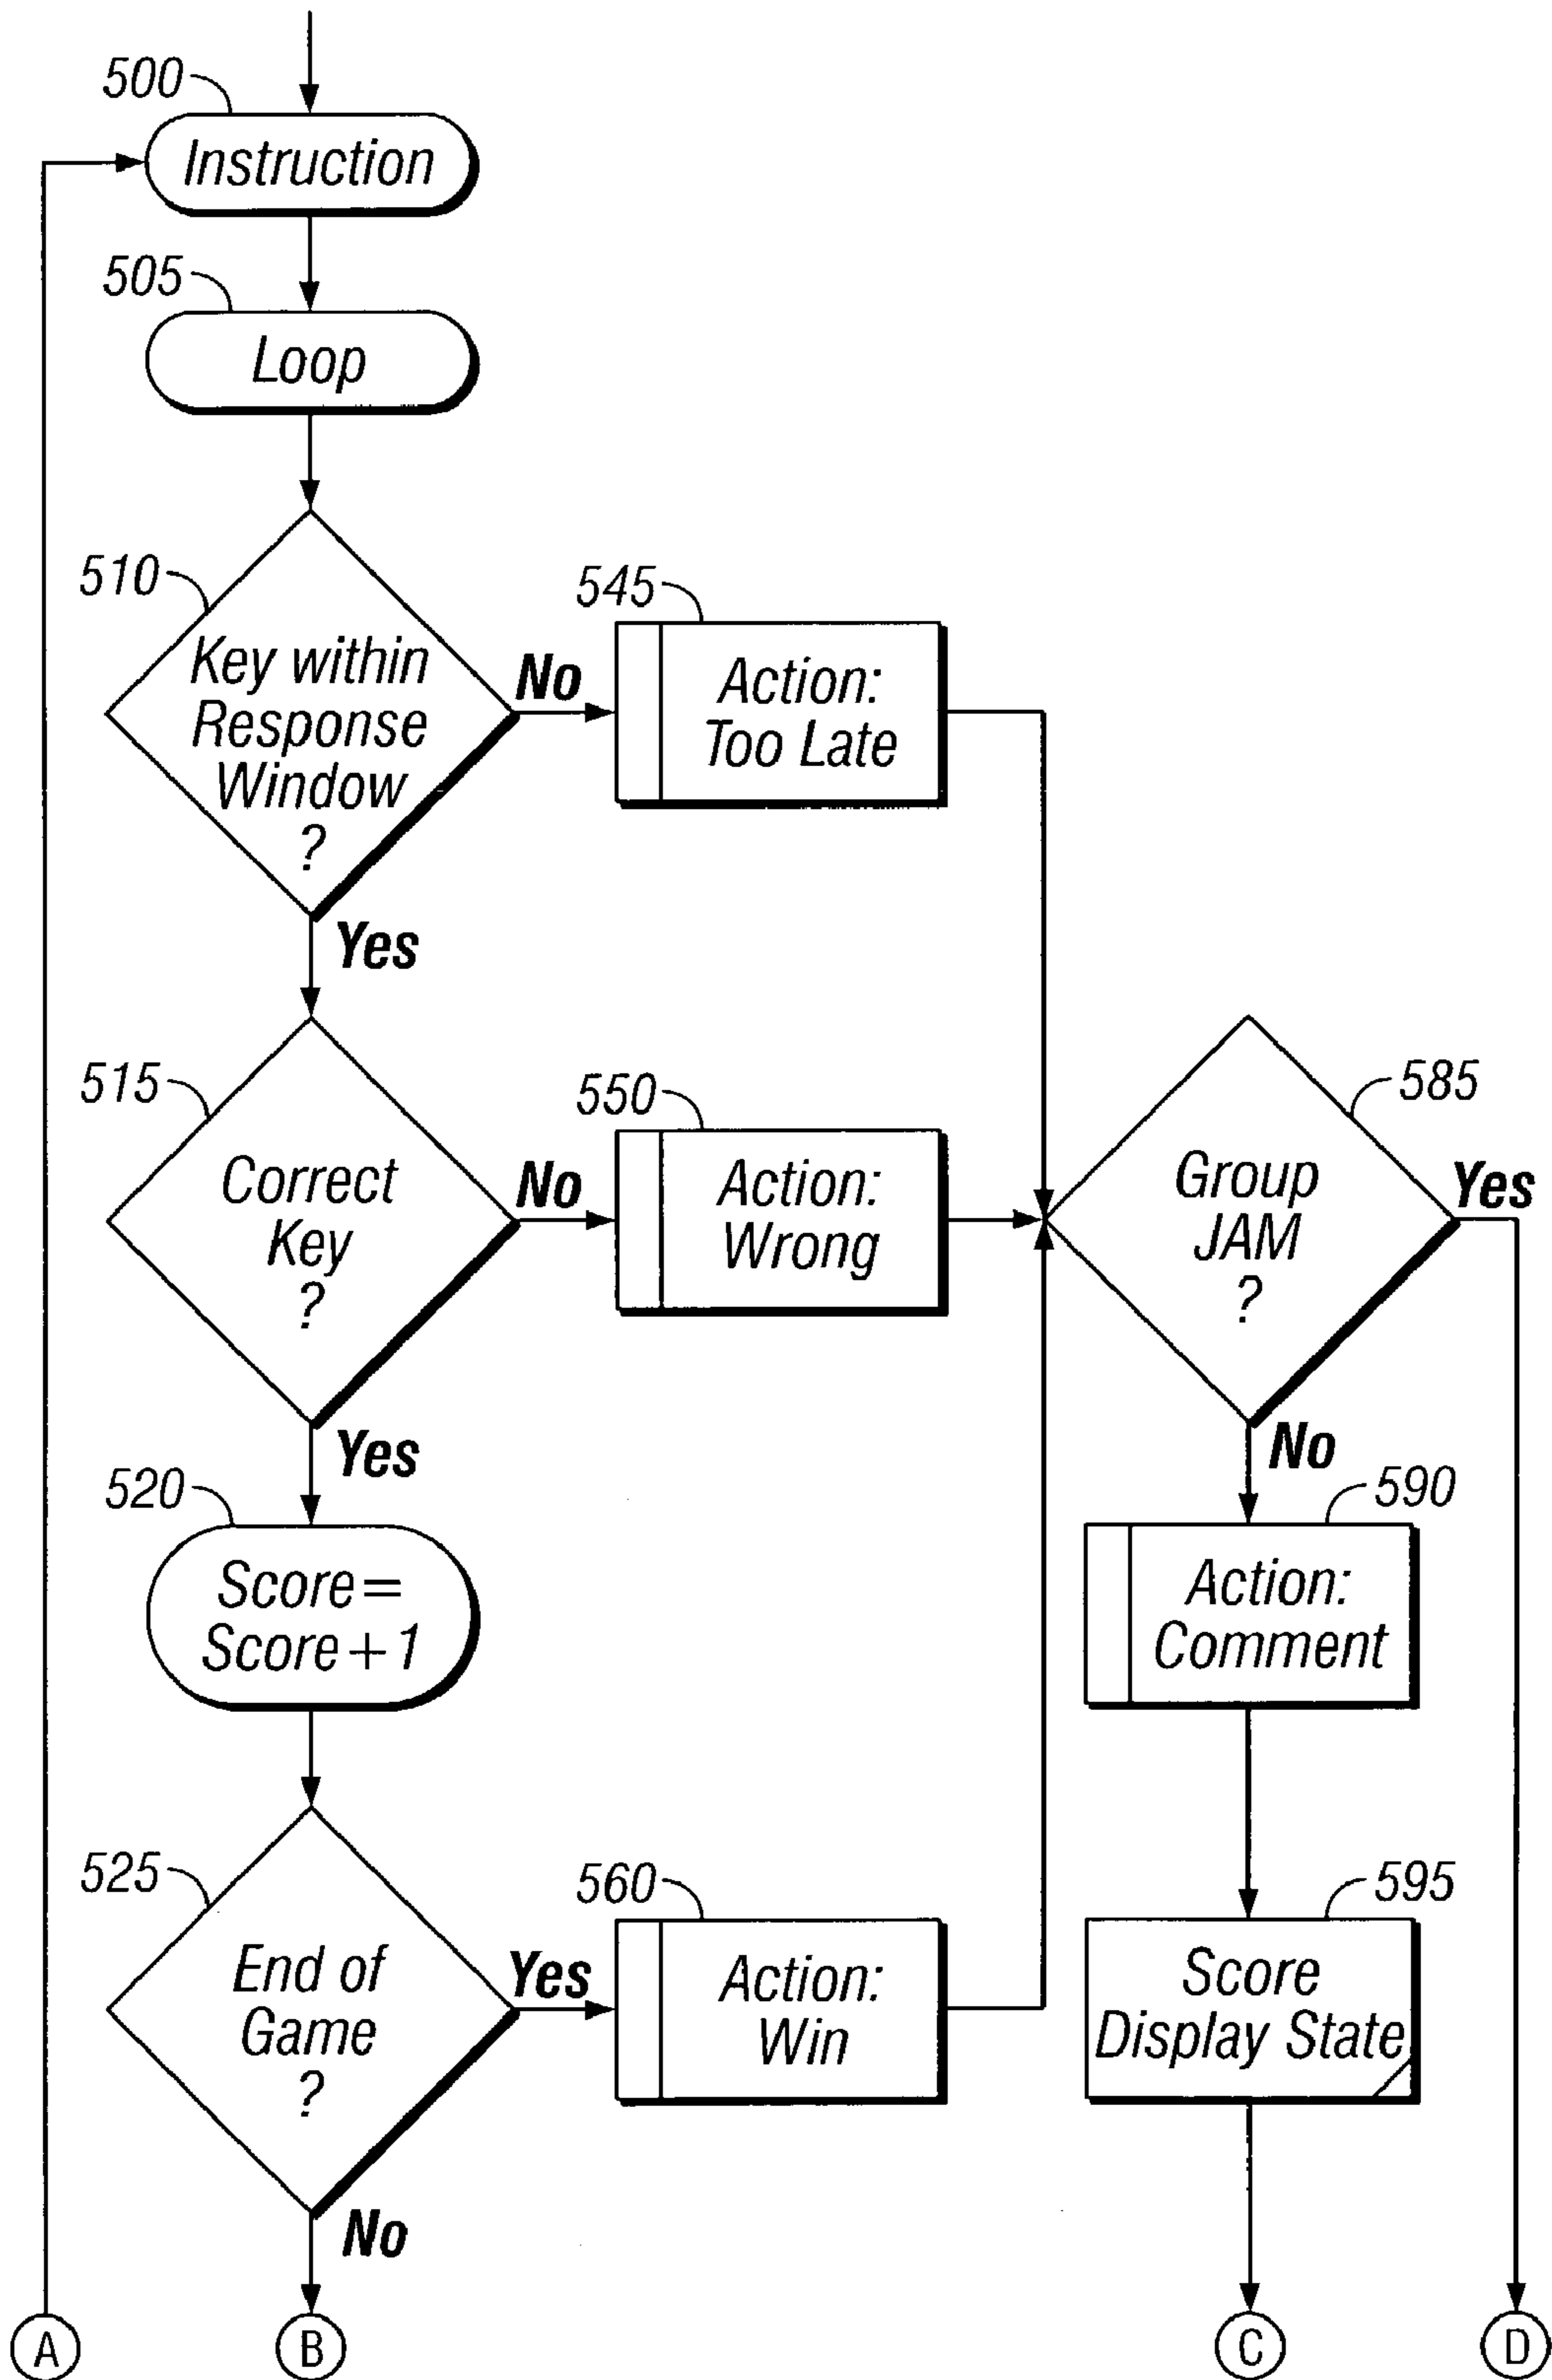 500
Instruction
505
Loop
510
Key within
Response
Window
?
No
Yes
545
Action:
Too Late
515
Correct
Key
?
No
Yes
550
Action:
Wrong
585
Group
JAM
?
Yes
No
520
Score=
Score+1
590
Action:
Comment
525
End of
Game
?
Yes
No
560
Action:
Win
595
Score
Display State
A
B
C
D